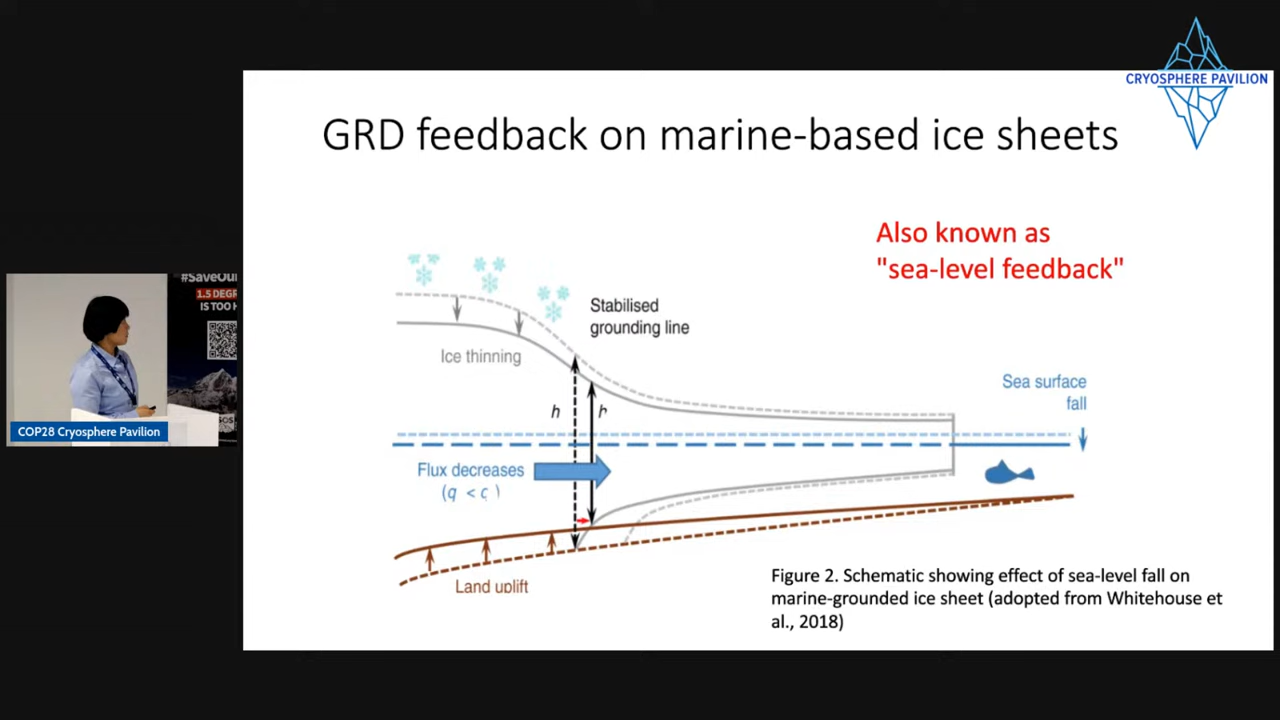 CRYOSPHERE PAVILION
GRD feedback on marine-based ice sheets
Also known as
"sea-level feedback"
Stabilised
grounding line
Ice thinning
Sea surface
fall
h
h
Flux decreases
(q < c )
Land uplift
Figure 2. Schematic showing effect of sea-level fall on
marine-grounded ice sheet (adopted from Whitehouse et
al., 2018)
#SaveOu
1.5 DEGR
IS TOO H
COP28 Cryosphere Pavilion